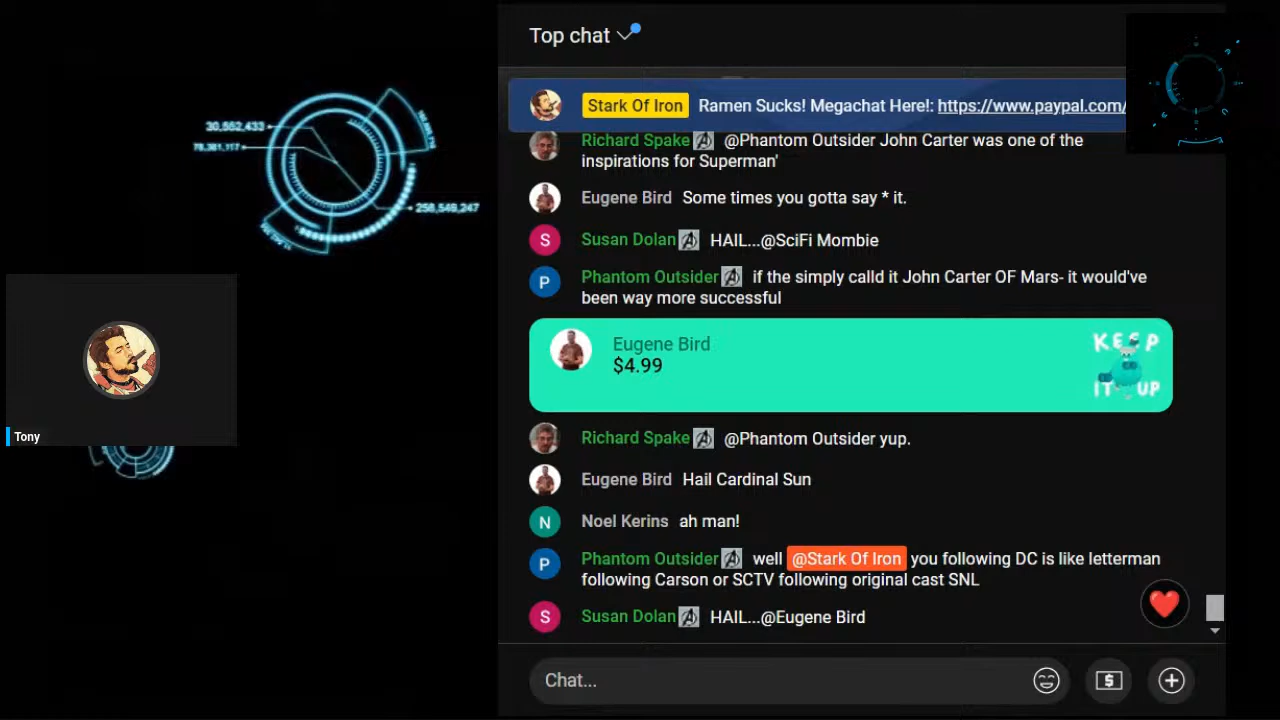 Top chat
Stark Of Iron Ramen Sucks! Megachat Here!: https://www.paypal.com/
Richard Spake @Phantom Outsider John Carter was one of the
inspirations for Superman'
Eugene Bird Some times you gotta say * it.
Susan Dolan HAIL...@SciFi Mombie
Phantom Outsider if the simply calld it John Carter OF Mars- it would've
been way more successful
Eugene Bird
$4.99
KEEP
IT UP
Richard Spake @Phantom Outsider yup.
Eugene Bird Hail Cardinal Sun
N Noel Kerins ah man!
P Phantom Outsider well @Stark Of Iron you following DC is like letterman
following Carson or SCTV following original cast SNL
S Susan Dolan HAIL...@Eugene Bird
Chat...
30,552,433
78,381,117
258,549,247
Tony